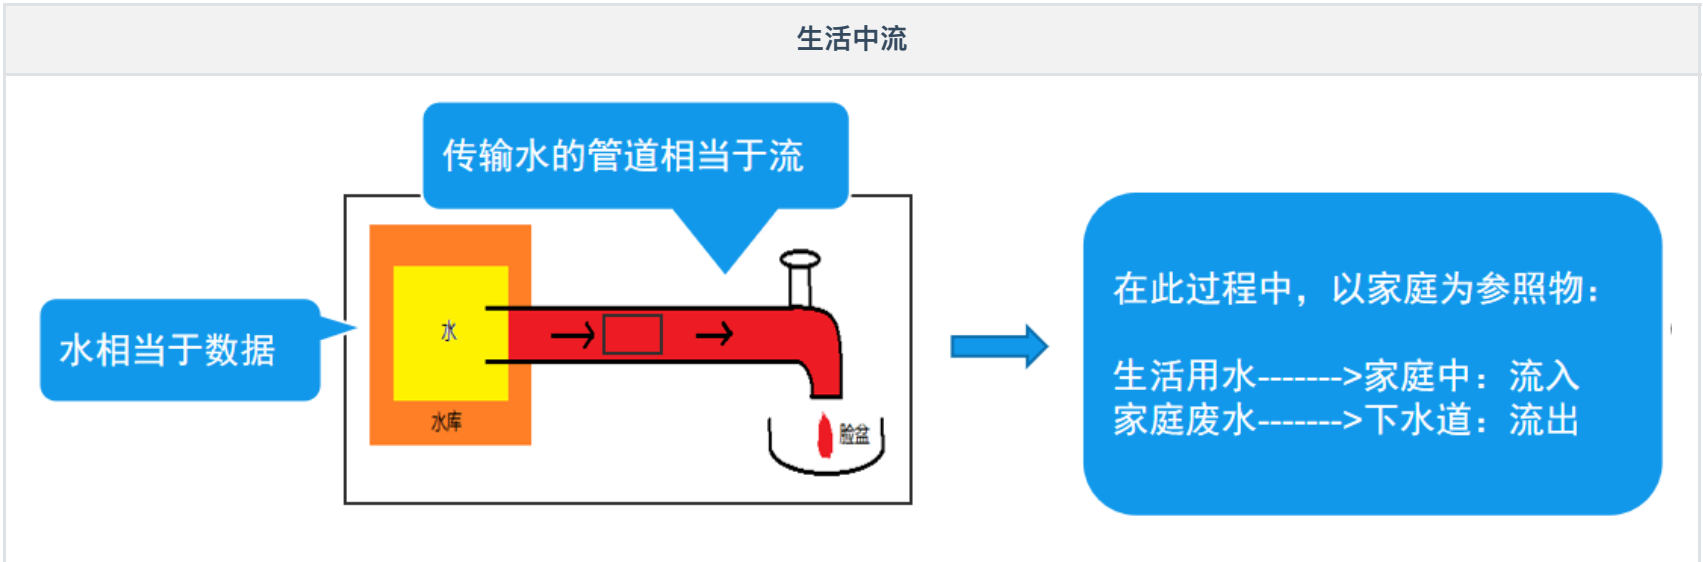 生活中流
传输水的管道相当于流
水相当于数据
水
水库
脸盆
在此过程中，以家庭为参照物：
生活用水------->家庭中：流入
家庭废水------->下水道：流出